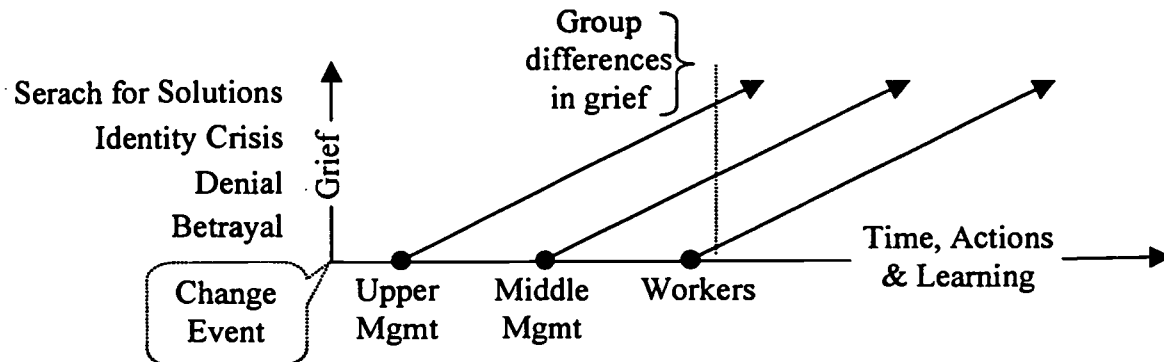 Group
differences
in grief
Serach for Solutions
Identity Crisis
Denial
Betrayal
Grief
Time, Actions
& Learning
Change
Event
Upper
Mgmt
Middle
Mgmt
Workers